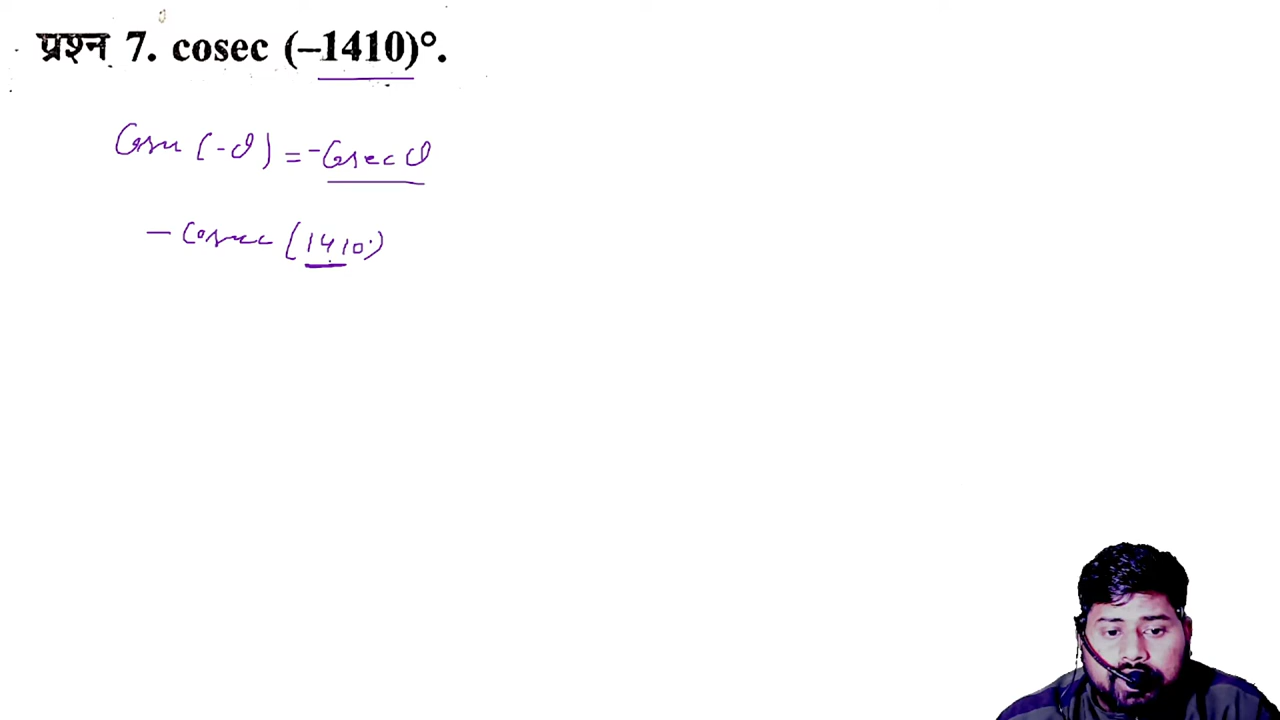 प्रश्न 7. cosec (–1410)°.
Cosec (-θ) = -Cosec θ
- Cosec (1410°)